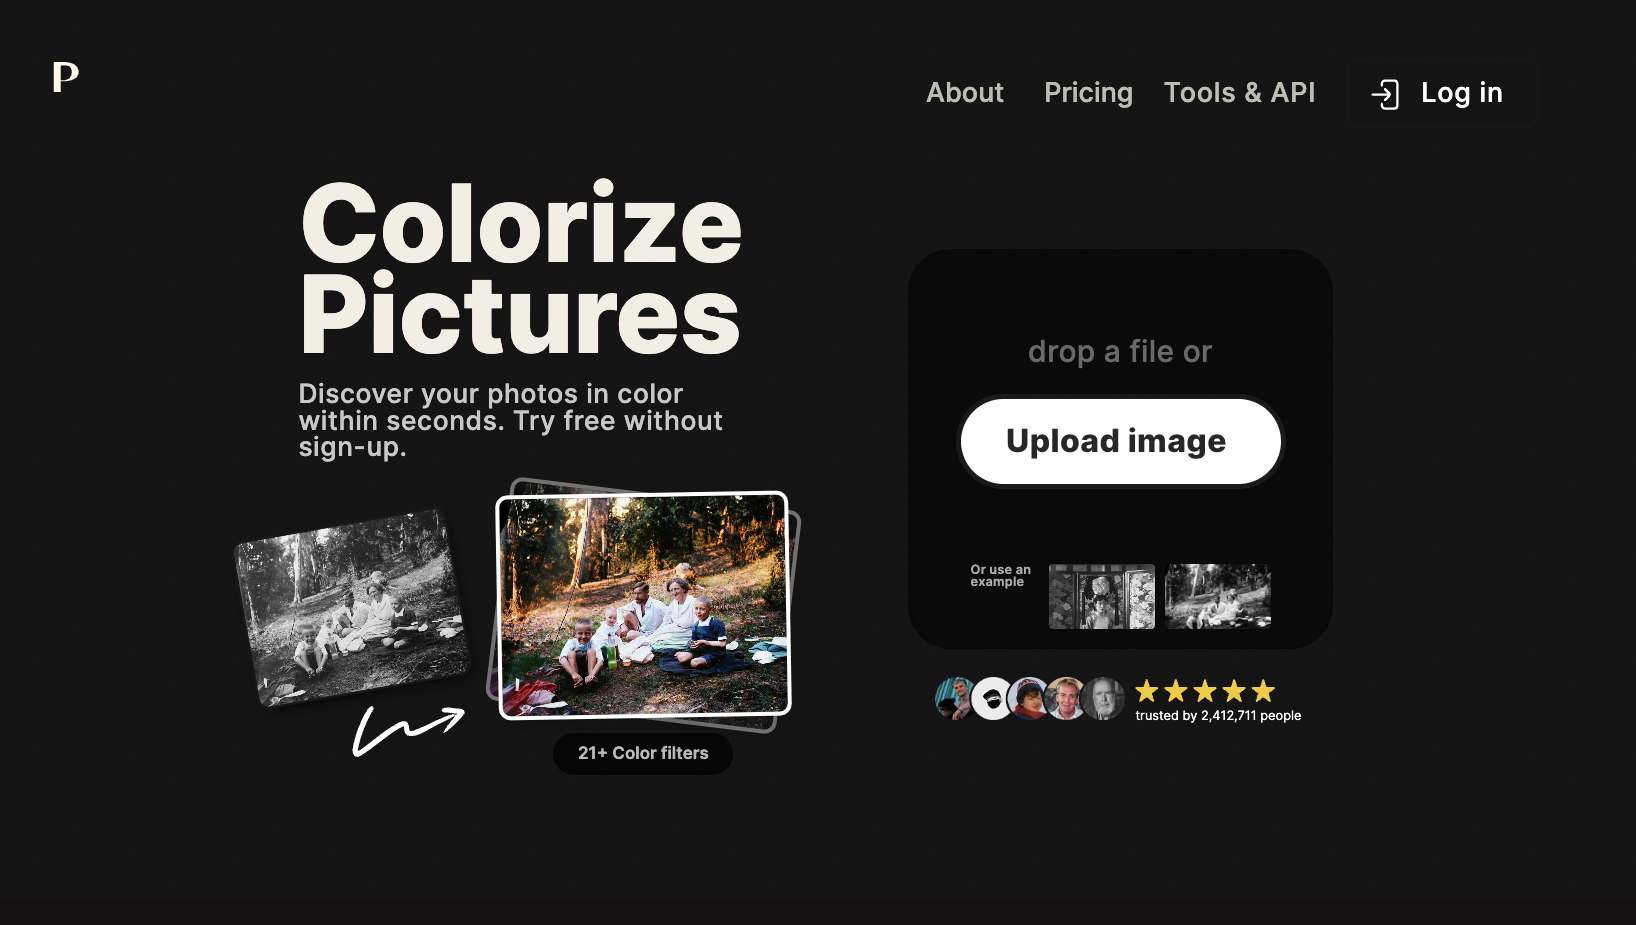 P
About Pricing Tools & API Log in
Colorize
Pictures
Discover your photos in color
within seconds. Try free without
sign-up.
21+ Color filters
drop a file or
Upload image
Or use an
example
trusted by 2,412,711 people